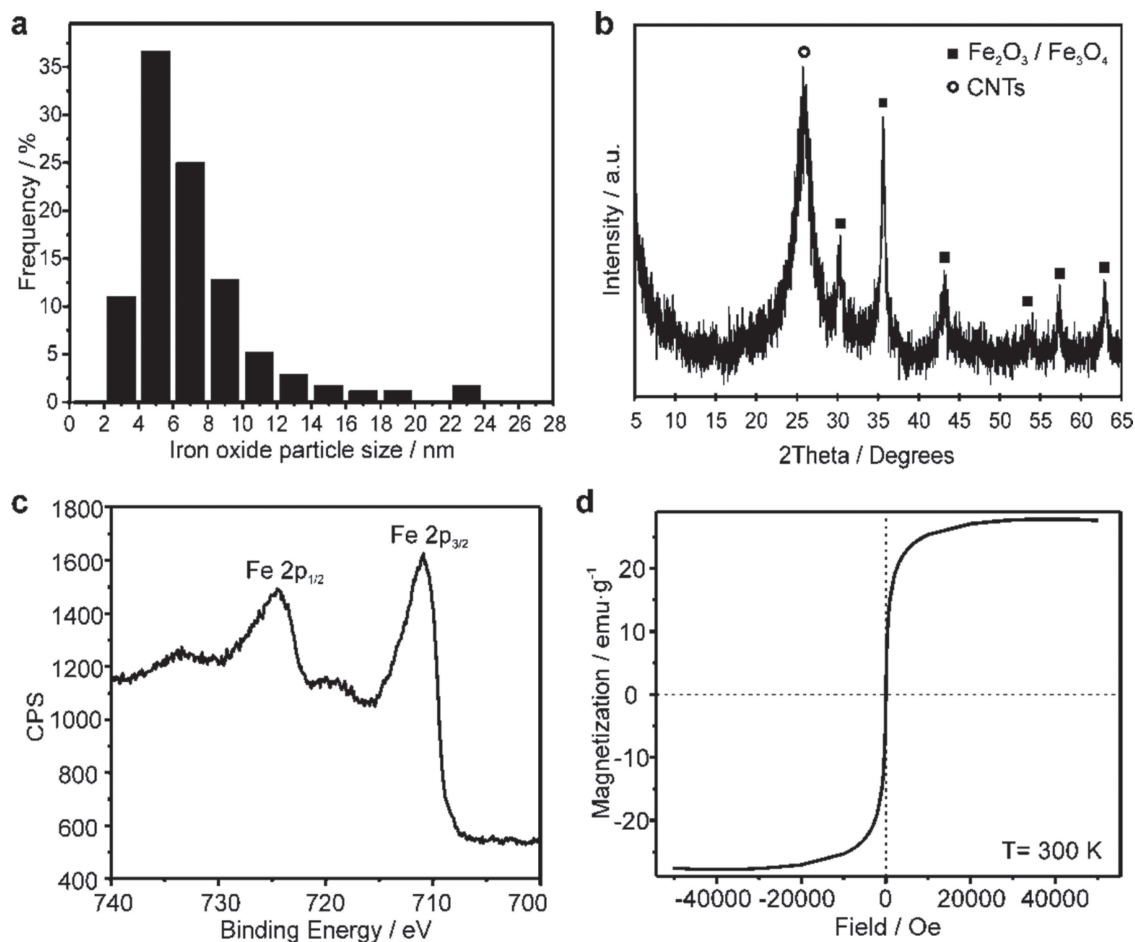 a
Frequency / %
35
30
25
20
15
10
5
0
0 2 4 6 8 10 12 14 16 18 20 22 24 26 28
Iron oxide particle size / nm
b
Intensity / a.u.
■ Fe₂O₃ / Fe₃O₄
○ CNTs
5 10 15 20 25 30 35 40 45 50 55 60 65
2Theta / Degrees
c
CPS
1800
1600
1400
1200
1000
800
600
400
Fe 2p₁/₂
Fe 2p₃/₂
740 730 720 710 700
Binding Energy / eV
d
Magnetization / emu·g⁻¹
20
10
0
-10
-20
T= 300 K
-40000 -20000 0 20000 40000
Field / Oe